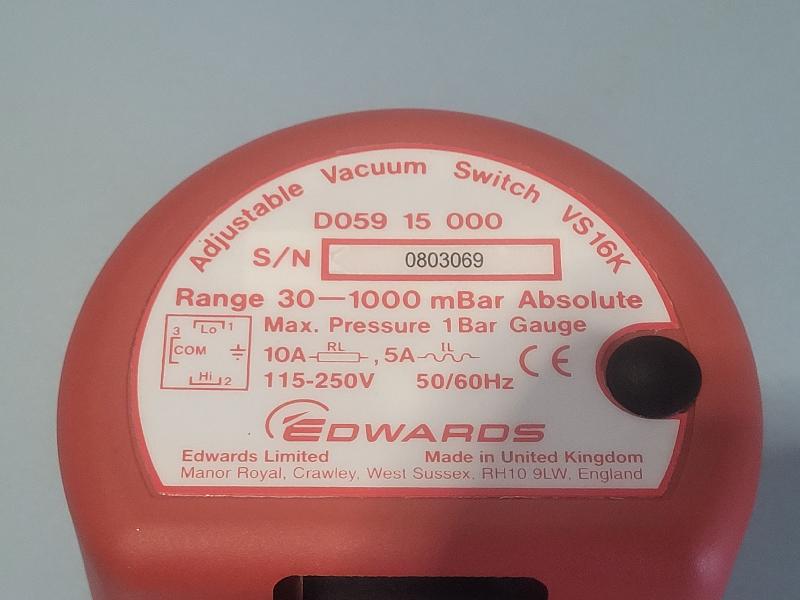 Adjustable Vacuum Switch VS16K
D059 15 000
S/N 0803069
Range 30—1000 mBar Absolute
Max. Pressure 1Bar Gauge
3 Lo 1
COM
Hi 2
10A RL , 5A IL CE
115-250V 50/60Hz
EDWARDS
Edwards Limited Made in United Kingdom
Manor Royal, Crawley, West Sussex, RH10 9LW, England